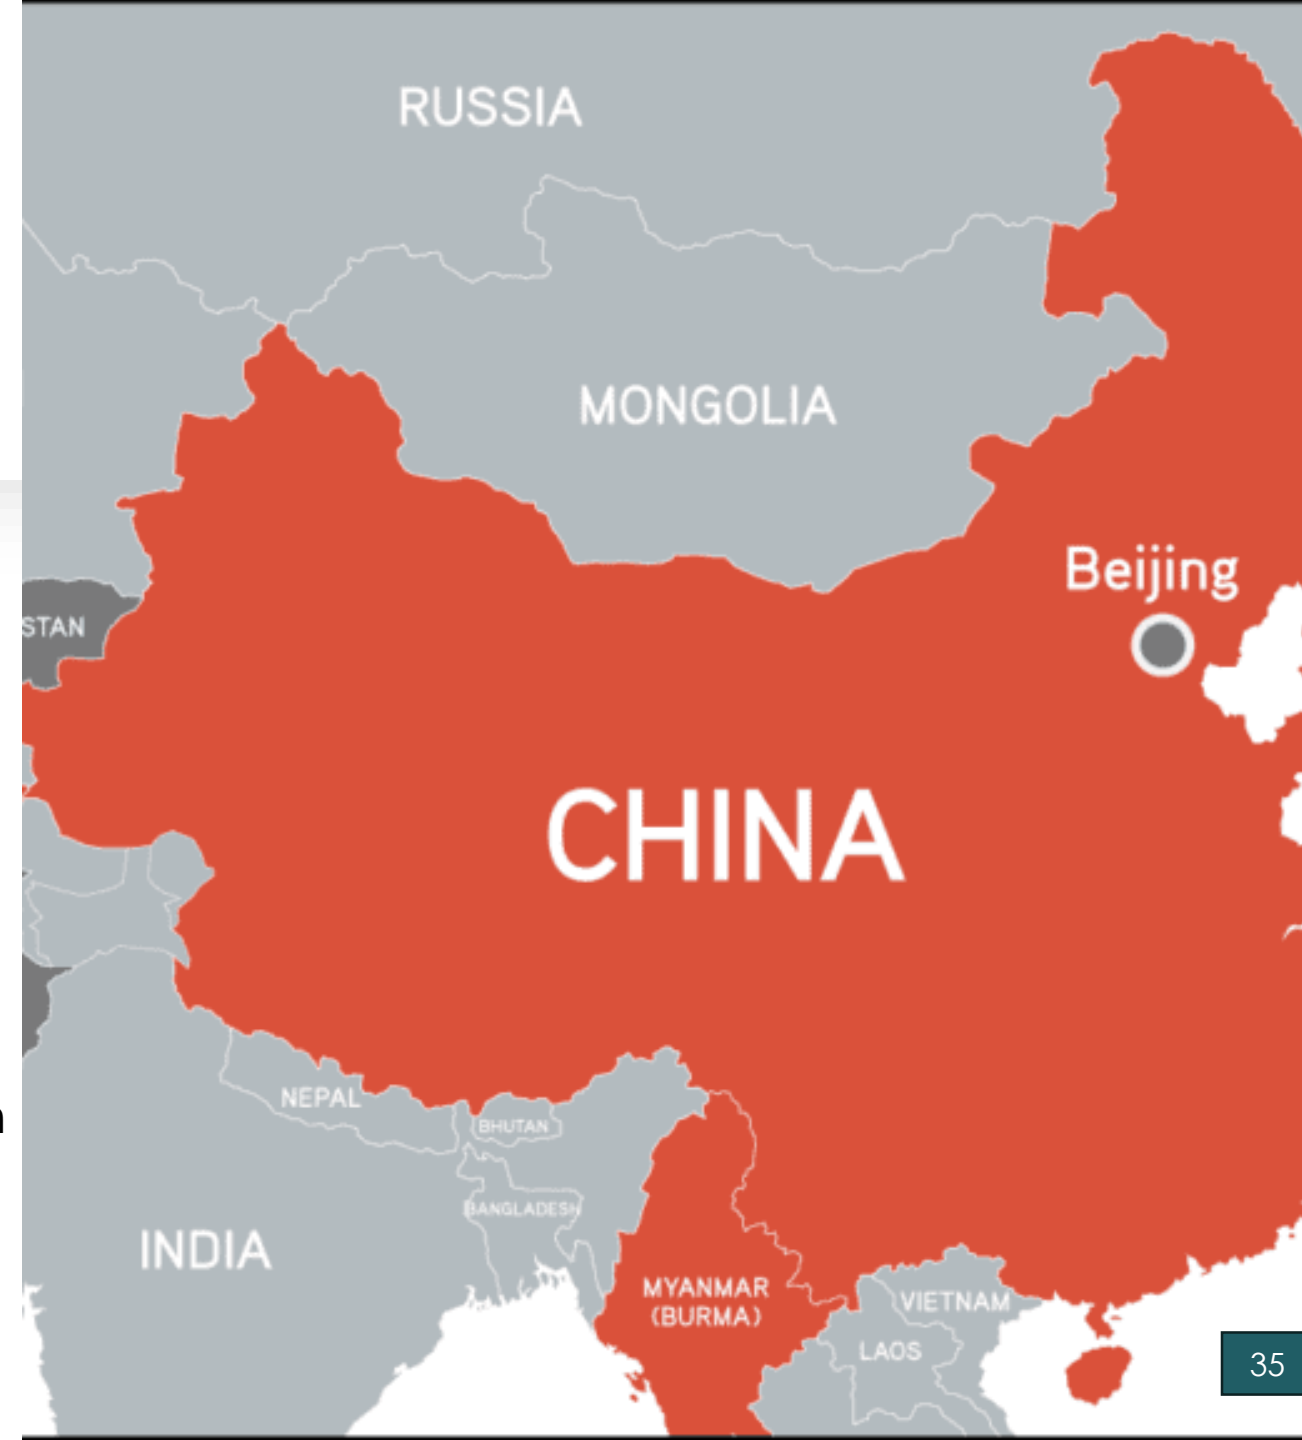 RUSSIA
MONGOLIA
Beijing
STAN
CHINA
NEPAL
BHUTAN
BANGLADESH
INDIA
MYANMAR
(BURMA)
VIETNAM
LAOS
35